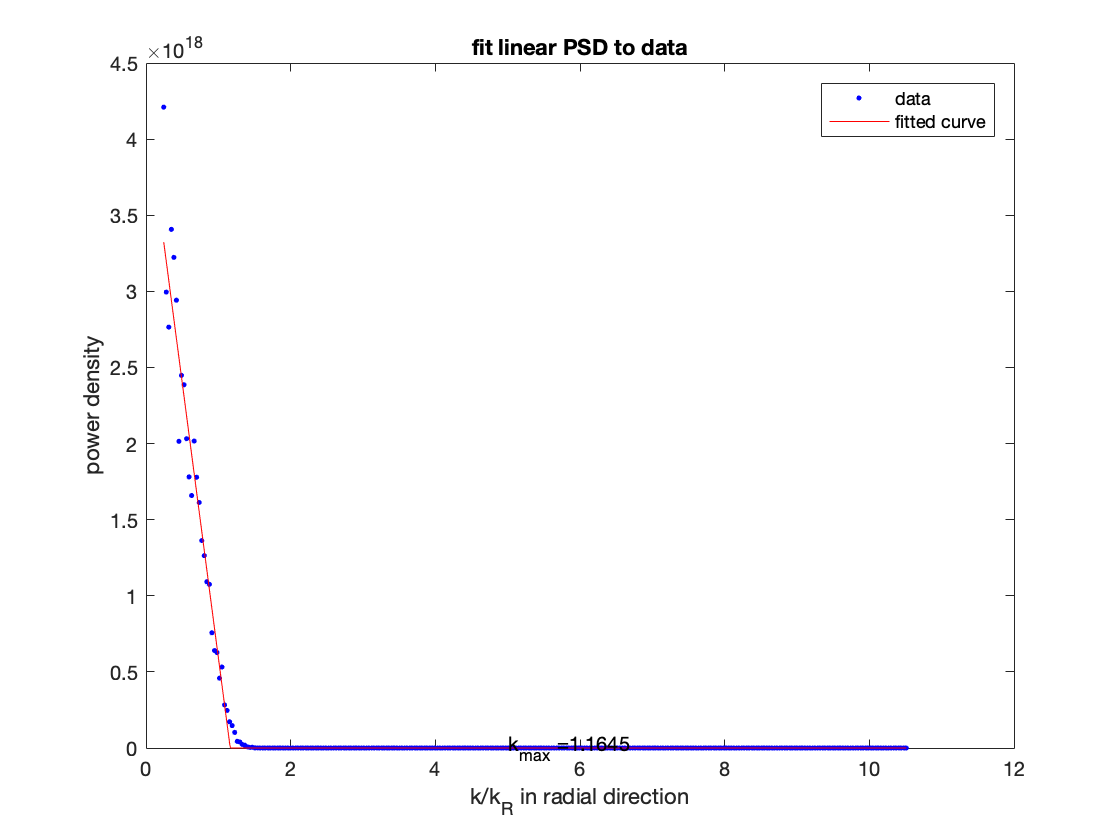 fit linear PSD to data
×10^18
4.5
4
3.5
3
2.5
2
1.5
1
0.5
0
power density
data
fitted curve
k_max =1.1645
0 2 4 6 8 10 12
k/k_R in radial direction